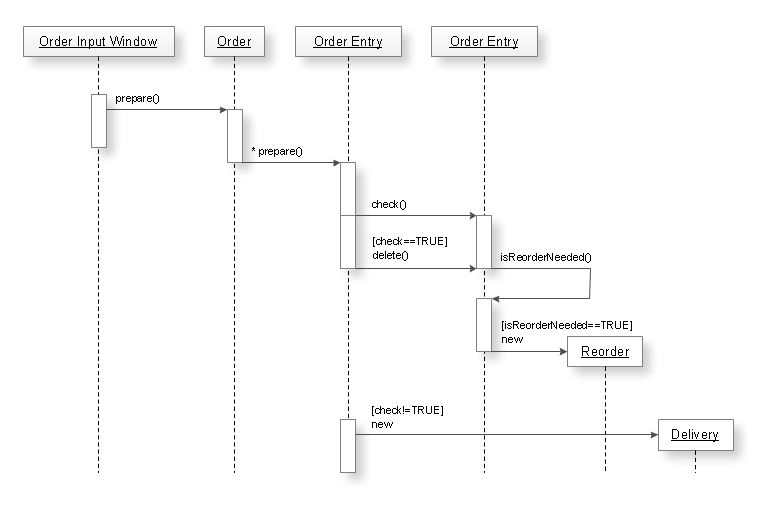 Order Input Window
Order
Order Entry
Order Entry
prepare()
* prepare()
check()
[check==TRUE]
delete()
isReorderNeeded()
[isReorderNeeded==TRUE]
new
Reorder
[check!=TRUE]
new
Delivery